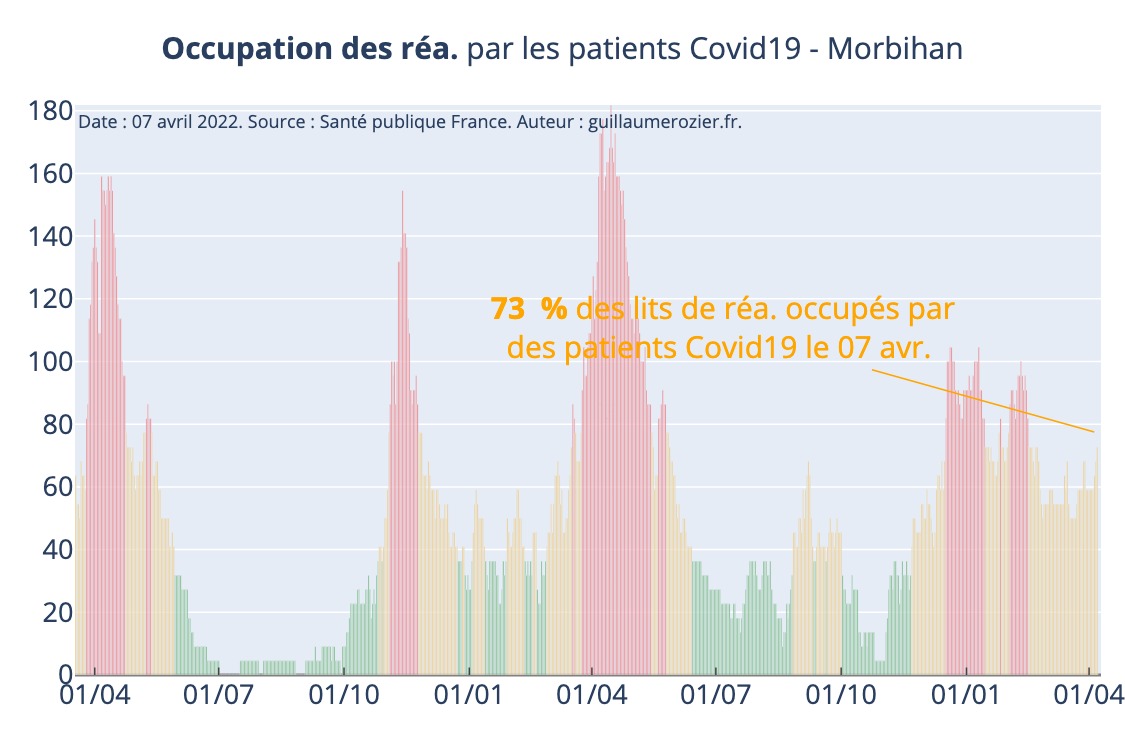 Occupation des réa. par les patients Covid19 - Morbihan
180
Date : 07 avril 2022. Source : Santé publique France. Auteur : guillaumerozier.fr.
160
140
120
73 % des lits de réa. occupés par
des patients Covid19 le 07 avr.
100
80
60
40
20
0
01/04 01/07 01/10 01/01 01/04 01/07 01/10 01/01 01/04